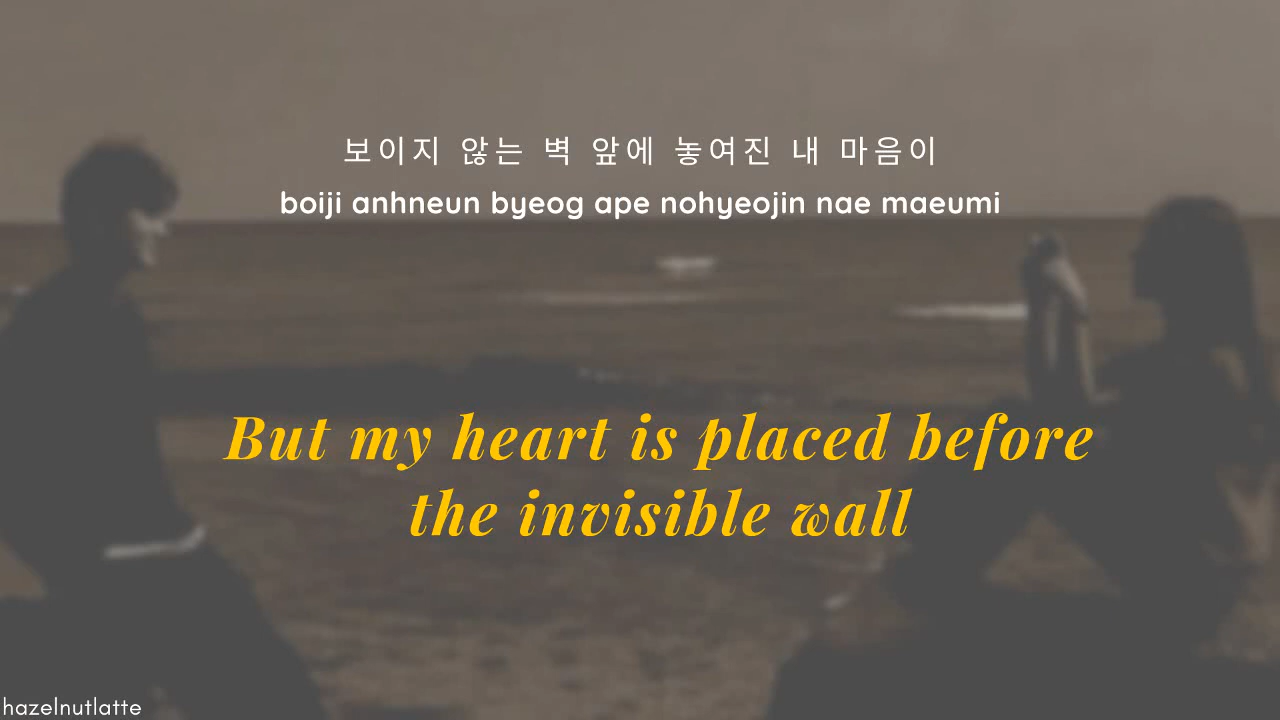 보이지 않는 벽 앞에 놓여진 내 마음이
boiji anhneun byeog ape nohyeojin nae maeumi
But my heart is placed before
the invisible wall
hazelnutlatte